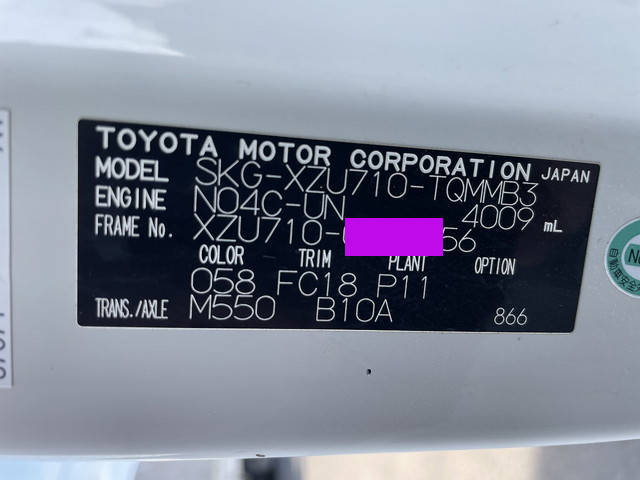 TOYOTA MOTOR CORPORATION JAPAN
MODEL SKG-XZU710-TQMMB3
ENGINE N04C-UN 4009 mL
FRAME No. XZU710- 56
COLOR TRIM PLANT OPTION
058 FC18 P11
TRANS./AXLE M550 B10A 866